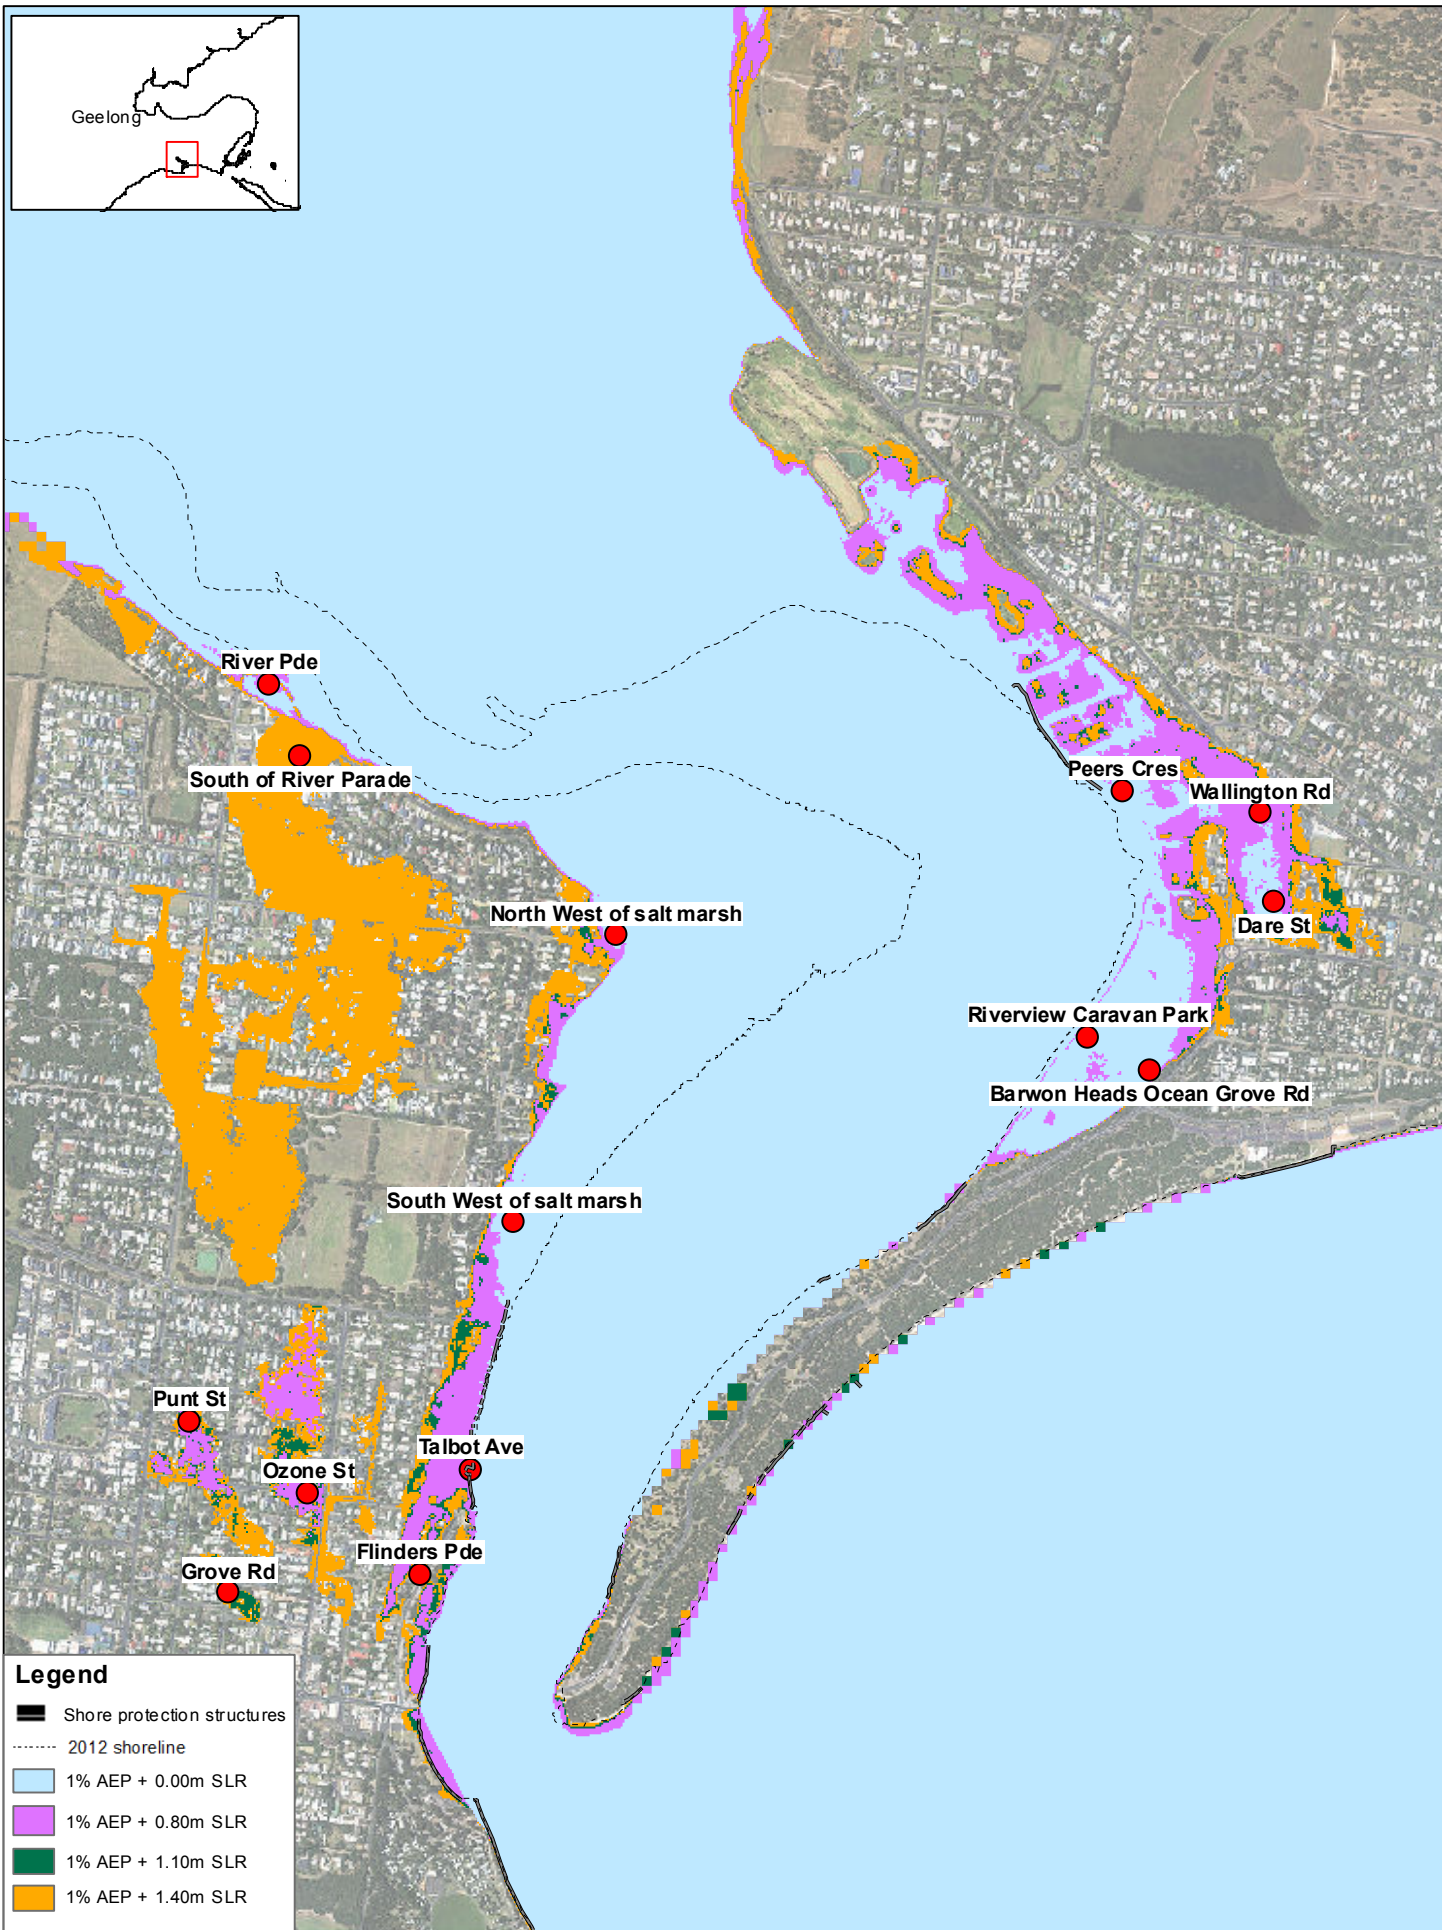 Geelong
River Pde
South of River Parade
Peers Cres
Wallington Rd
North West of salt marsh
Dare St
Riverview Caravan Park
Barwon Heads Ocean Grove Rd
South West of salt marsh
Punt St
Talbot Ave
Ozone St
Flinders Pde
Grove Rd
Legend
Shore protection structures
2012 shoreline
1% AEP + 0.00m SLR
1% AEP + 0.80m SLR
1% AEP + 1.10m SLR
1% AEP + 1.40m SLR